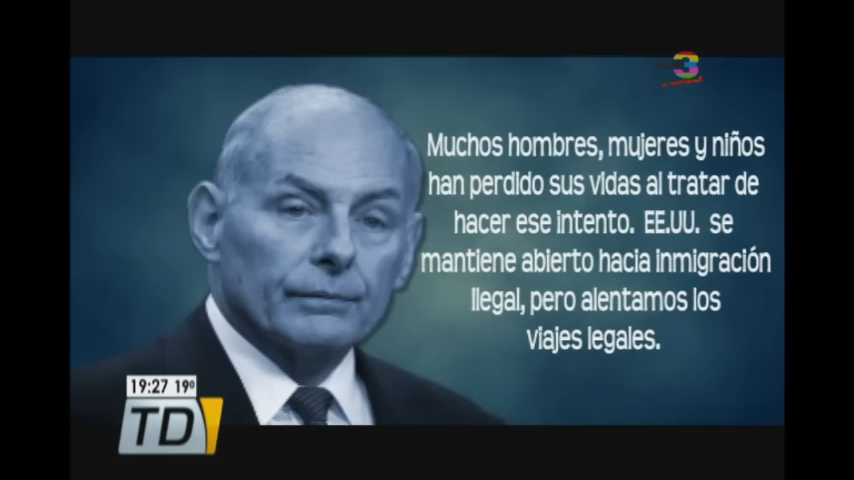 3
Muchos hombres, mujeres y niños
han perdido sus vidas al tratar de
hacer ese intento. EE.UU. se
mantiene abierto hacia inmigración
ilegal, pero alentamos los
viajes legales.
19:27 19º
TD